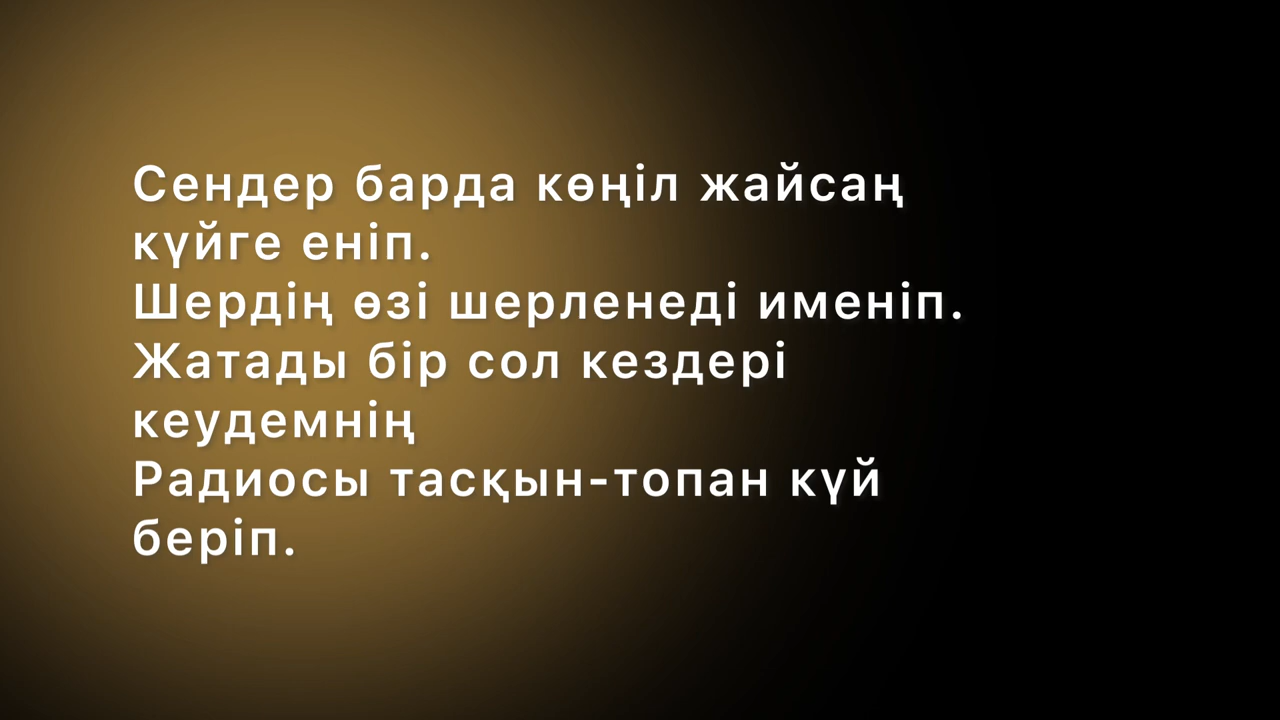 Сендер барда көңіл жайсаң
күйге еніп.
Шердің өзі шерленеді именіп.
Жатады бір сол кездері
кеудемнің
Радиосы тасқын-топан күй
беріп.